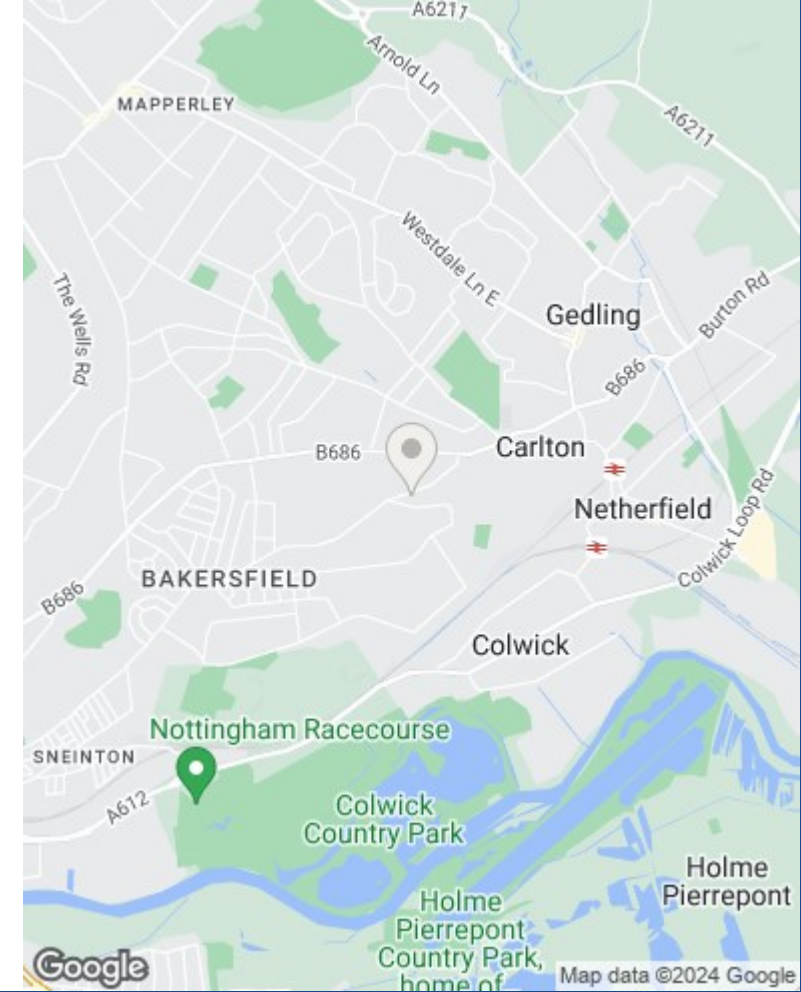 A6211
Arnold Ln
MAPPERLEY
A6211
Westdale Ln E
The Wells Rd
Burton Rd
Gedling
B686
B686
Carlton
Netherfield
Colwick Loop Rd
BAKERSFIELD
B686
Colwick
Nottingham Racecourse
SNEINTON
A612
Colwick
Country Park
Holme
Pierrepont
Holme
Pierrepont
Country Park,
home of
Google
Map data ©2024 Google